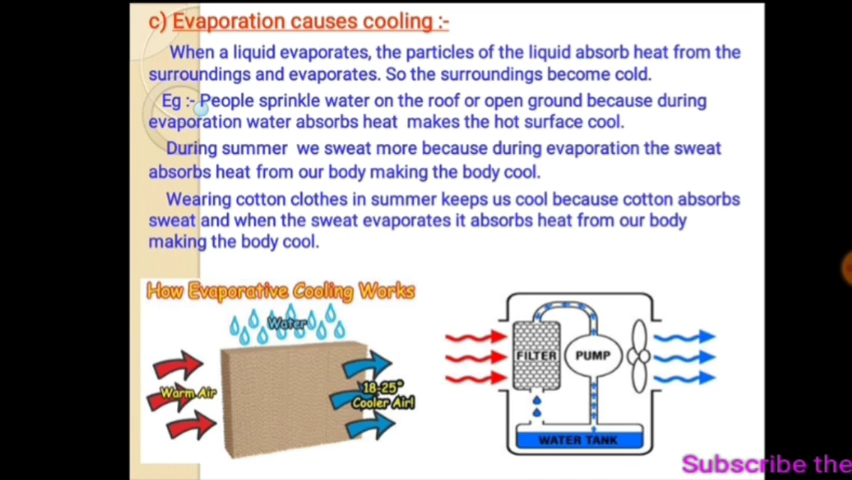 c) Evaporation causes cooling :-
When a liquid evaporates, the particles of the liquid absorb heat from the
surroundings and evaporates. So the surroundings become cold.
Eg :- People sprinkle water on the roof or open ground because during
evaporation water absorbs heat makes the hot surface cool.
During summer we sweat more because during evaporation the sweat
absorbs heat from our body making the body cool.
Wearing cotton clothes in summer keeps us cool because cotton absorbs
sweat and when the sweat evaporates it absorbs heat from our body
making the body cool.
How Evaporative Cooling Works
Water
Warm Air
18-25°
Cooler Air!
FILTER
PUMP
WATER TANK
Subscribe the